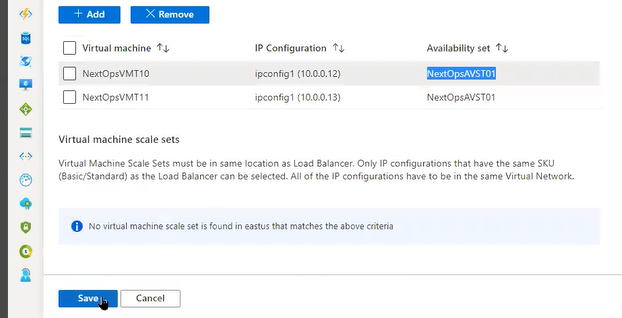 + Add
Remove
Virtual machine
IP Configuration
Availability set
NextOpsVMT10
ipconfig1 (10.0.0.12)
NextOpsAVST01
NextOpsVMT11
ipconfig1 (10.0.0.13)
NextOpsAVST01
Virtual machine scale sets
Virtual Machine Scale Sets must be in same location as Load Balancer. Only IP configurations that have the same SKU
(Basic/Standard) as the Load Balancer can be selected. All of the IP configurations have to be in the same Virtual Network.
No virtual machine scale set is found in eastus that matches the above criteria
Save
Cancel